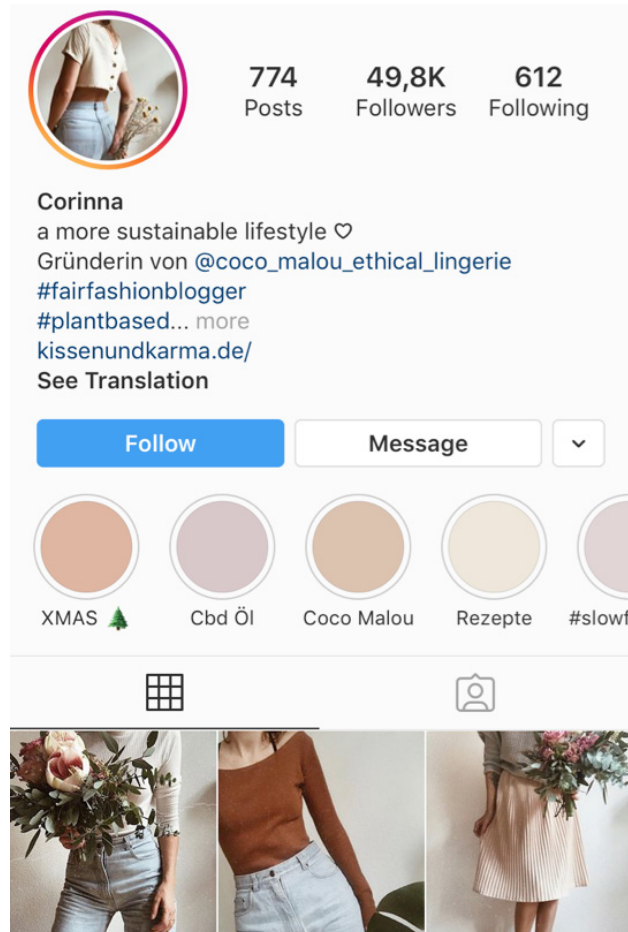 774 49,8K 612
Posts Followers Following
Corinna
a more sustainable lifestyle ♡
Gründerin von @coco_malou_ethical_lingerie
#fairfashionblogger
#plantbased... more
kissenundkarma.de/
See Translation
Follow Message
XMAS 🌲 Cbd Öl Coco Malou Rezepte #slowf